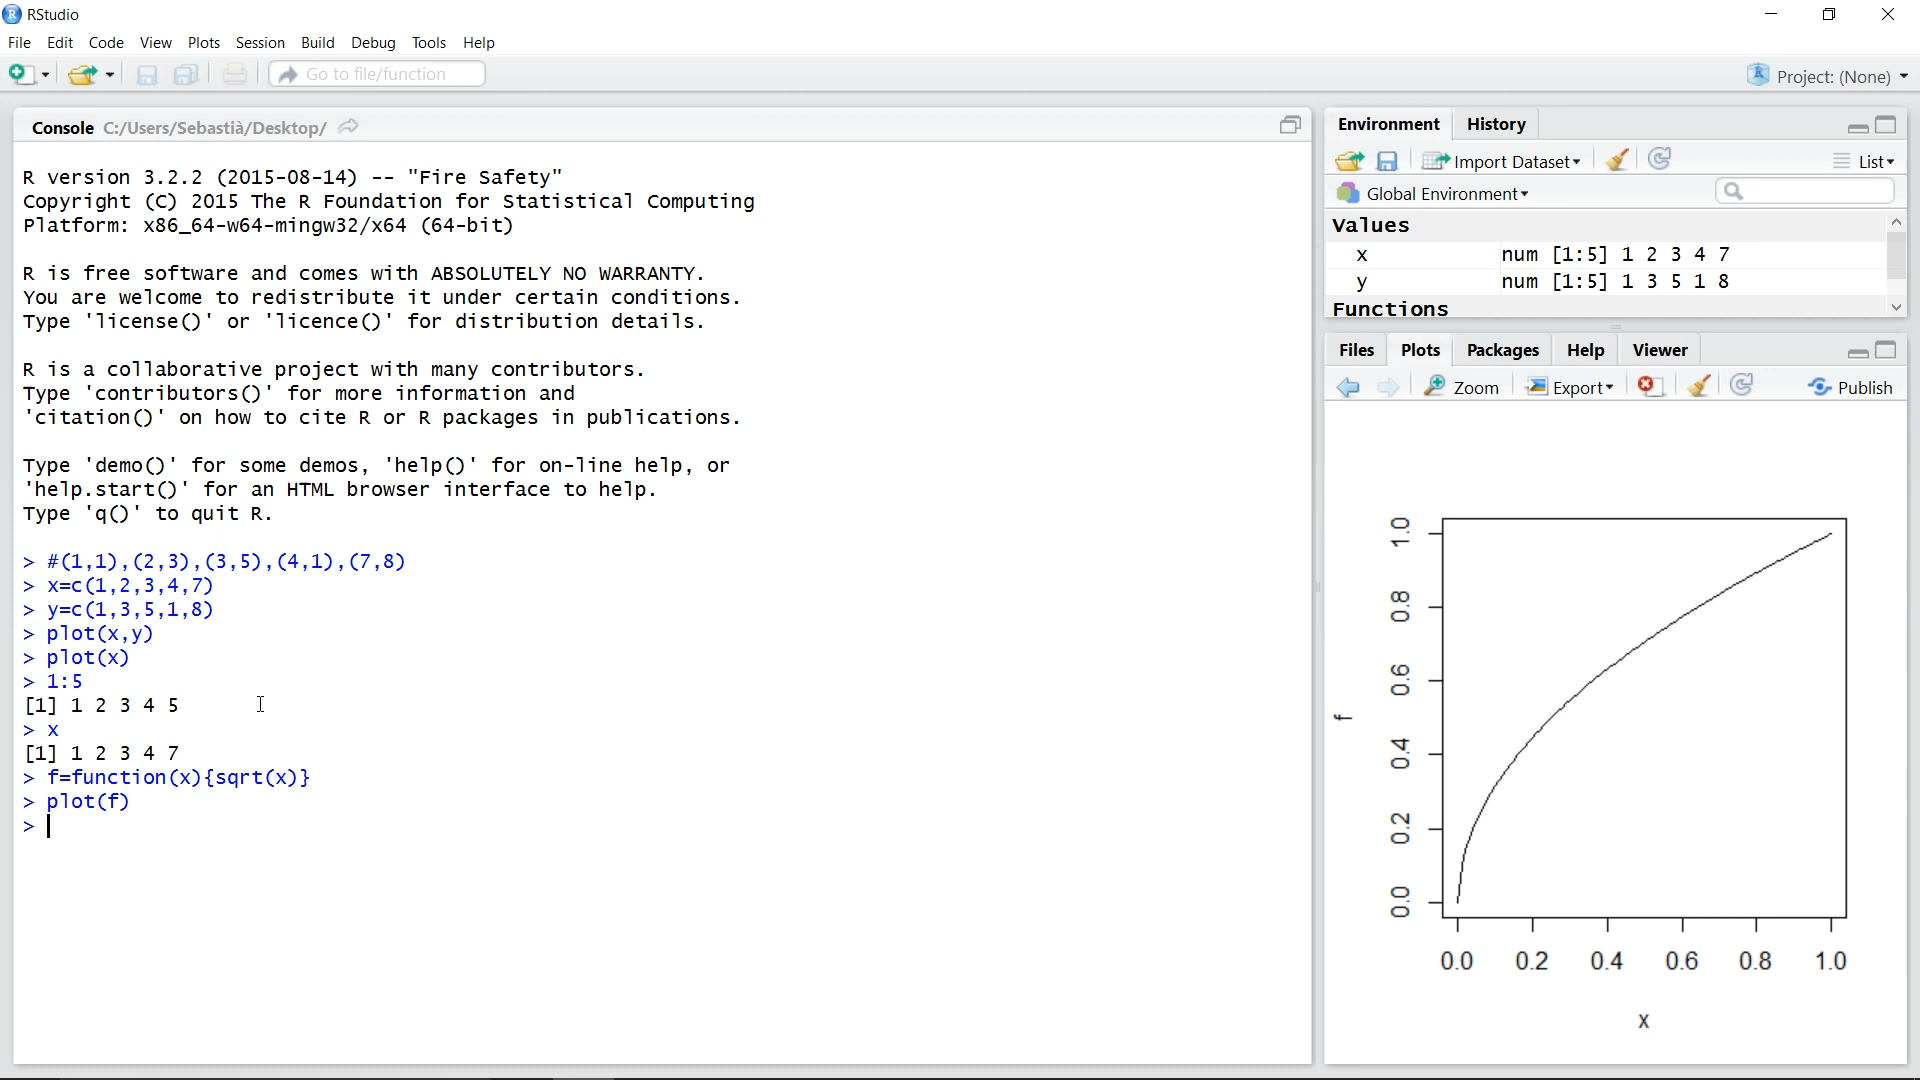 RStudio
File Edit Code View Plots Session Build Debug Tools Help
Go to file/function
Project: (None)
Console C:/Users/Sebastià/Desktop/
R version 3.2.2 (2015-08-14) -- "Fire Safety"
Copyright (C) 2015 The R Foundation for Statistical Computing
Platform: x86_64-w64-mingw32/x64 (64-bit)
R is free software and comes with ABSOLUTELY NO WARRANTY.
You are welcome to redistribute it under certain conditions.
Type 'license()' or 'licence()' for distribution details.
R is a collaborative project with many contributors.
Type 'contributors()' for more information and
'citation()' on how to cite R or R packages in publications.
Type 'demo()' for some demos, 'help()' for on-line help, or
'help.start()' for an HTML browser interface to help.
Type 'q()' to quit R.
> #(1,1),(2,3),(3,5),(4,1),(7,8)
> x=c(1,2,3,4,7)
> y=c(1,3,5,1,8)
> plot(x,y)
> plot(x)
> 1:5
[1] 1 2 3 4 5
> x
[1] 1 2 3 4 7
> f=function(x){sqrt(x)}
> plot(f)
>
Environment History
Import Dataset
List
Global Environment
Values
x num [1:5] 1 2 3 4 7
y num [1:5] 1 3 5 1 8
Functions
Files Plots Packages Help Viewer
Zoom Export Publish
1.0
0.8
0.6
0.4
0.2
0.0
f
0.0 0.2 0.4 0.6 0.8 1.0
x